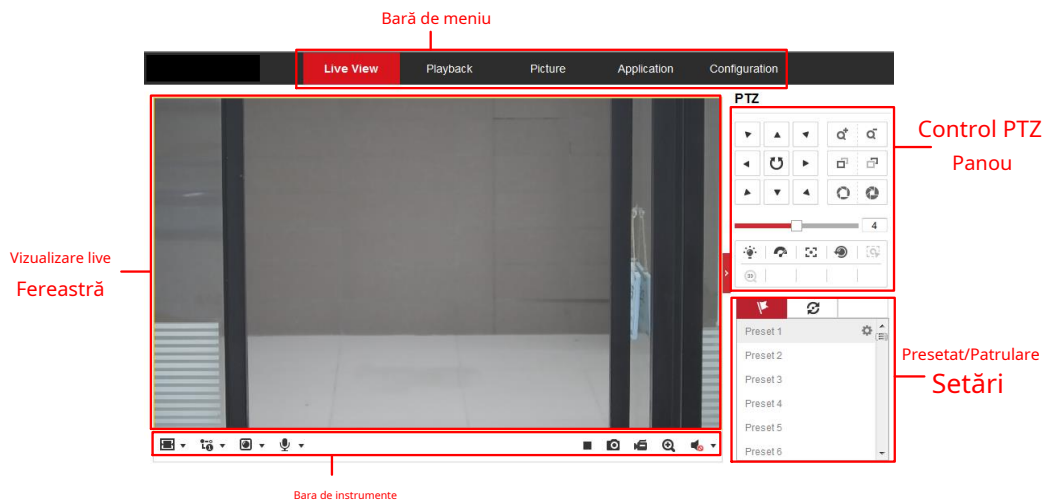 Bară de meniu
Live View Playback Picture Application Configuration
PTZ
Control PTZ
Panou
4
Vizualizare live
Fereastră
Preset 1
Preset 2
Preset 3
Preset 4
Preset 5
Preset 6
Presetat/Patrulare
Setări
Bara de instrumente